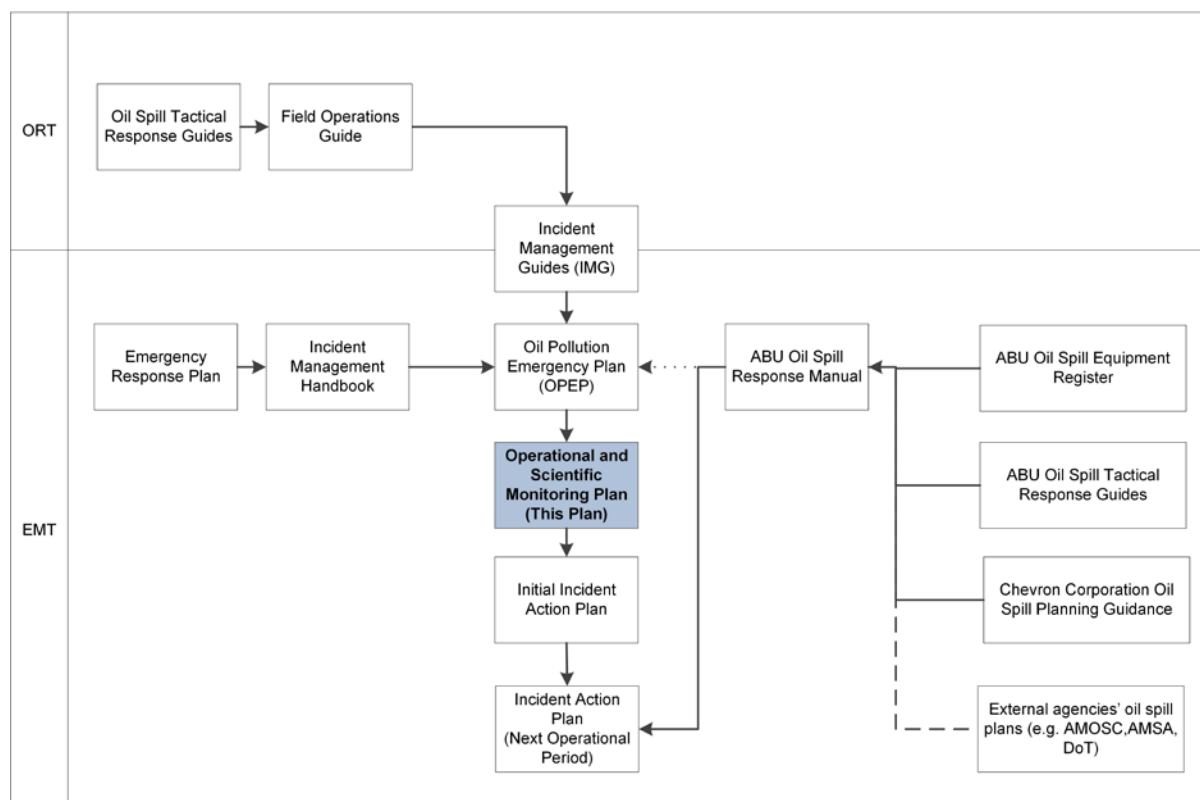 ORT
Oil Spill Tactical
Response Guides
Field Operations
Guide
Incident
Management
Guides (IMG)
EMT
Emergency
Response Plan
Incident
Management
Handbook
Oil Pollution
Emergency Plan
(OPEP)
ABU Oil Spill
Response Manual
ABU Oil Spill Equipment
Register
Operational and
Scientific
Monitoring Plan
(This Plan)
ABU Oil Spill Tactical
Response Guides
Initial Incident
Action Plan
Chevron Corporation Oil
Spill Planning Guidance
Incident Action
Plan
(Next Operational
Period)
External agencies’ oil spill
plans (e.g. AMOSC,AMSA,
DoT)